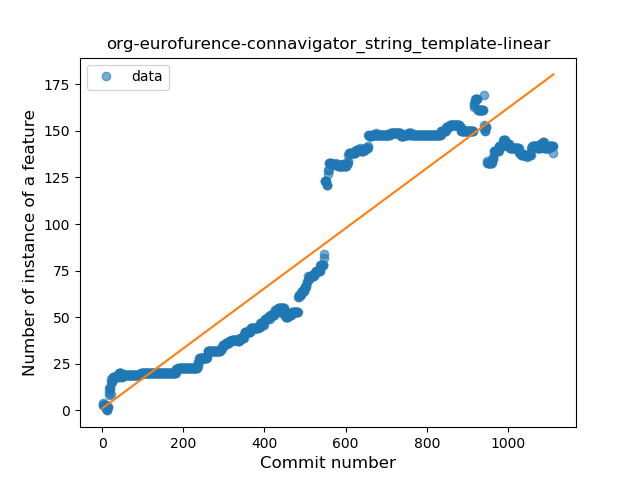 org-eurofurence-connavigator_string_template-linear
data
Number of instance of a feature
175
150
125
100
75
50
25
0
0 200 400 600 800 1000
Commit number